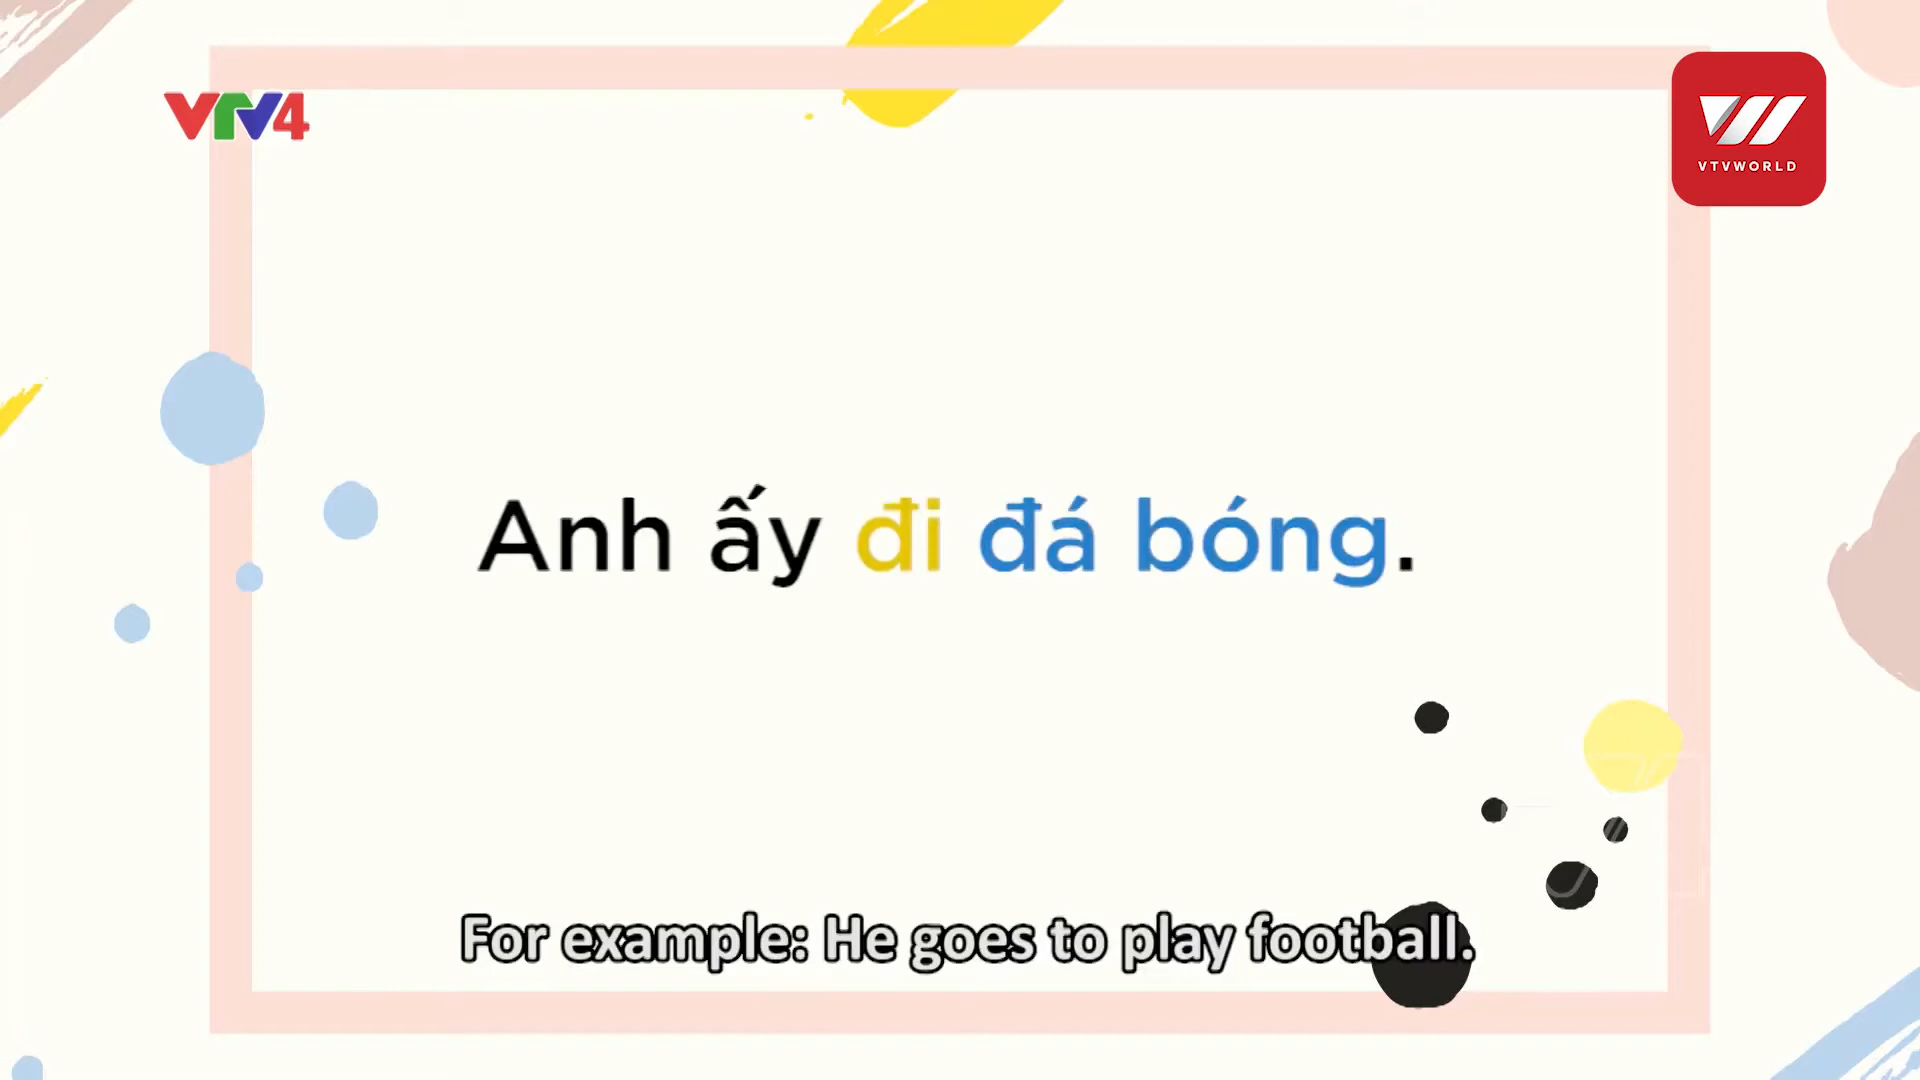 VTV4
VTVWORLD
Anh ấy đi đá bóng.
For example: He goes to play football.